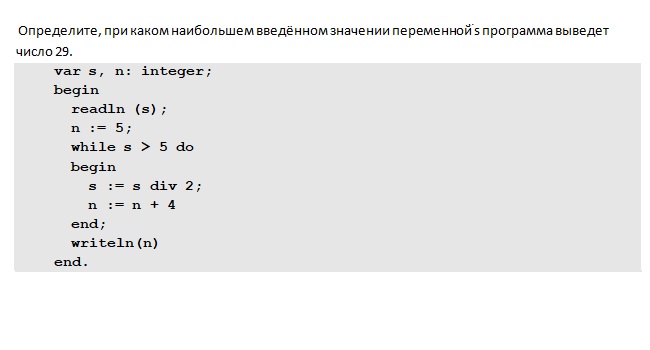 Определите, при каком наибольшем введённом значении переменной s программа выведет
число 29.
var s, n: integer;
begin
readln (s);
n := 5;
while s > 5 do
begin
s := s div 2;
n := n + 4
end;
writeln(n)
end.